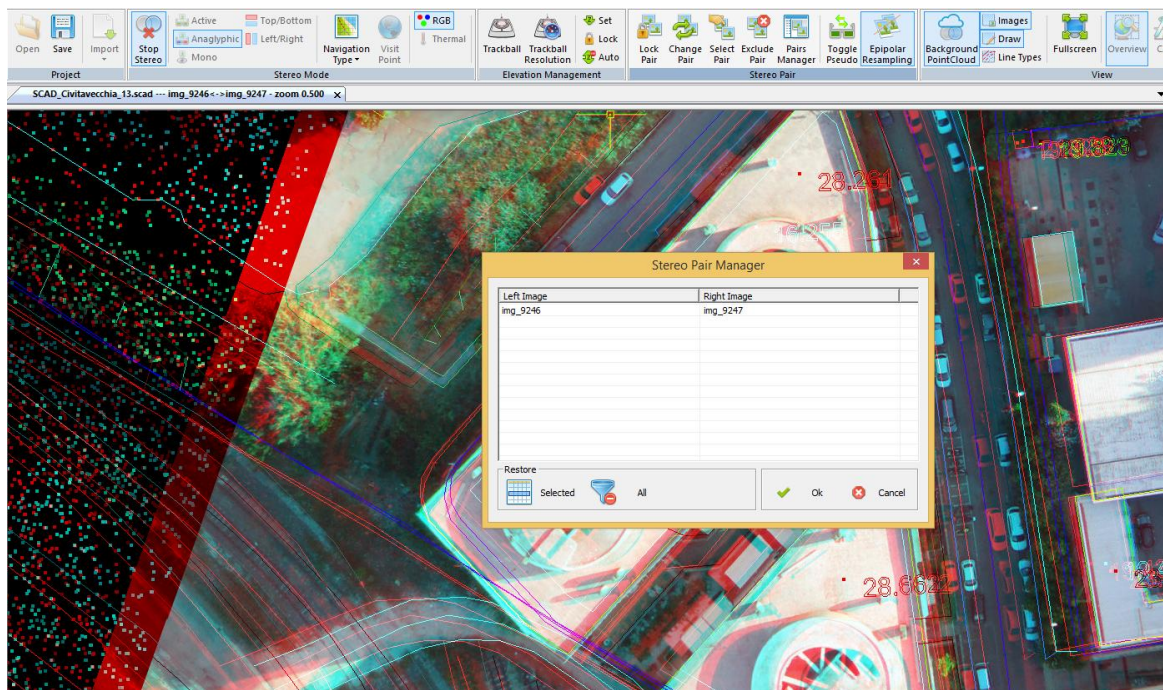 Open
Save
Import
Project
Stop Stereo
Active
Anaglyphic
Mono
Top/Bottom
Left/Right
Navigation Type
Visit Point
RGB
Thermal
Stereo Mode
Trackball
Trackball Resolution
Set
Lock
Auto
Elevation Management
Lock Pair
Change Pair
Select Pair
Exclude Pair
Pairs Manager
Toggle Pseudo
Epipolar Resampling
Stereo Pair
Background PointCloud
Images
Draw
Line Types
Fullscreen
Overview
View
SCAD_Civitavecchia_13.scad --- img_9246<->img_9247 - zoom 0.500
28.261
Stereo Pair Manager
Left Image
Right Image
img_9246
img_9247
Restore
Selected
All
Ok
Cancel
28.6622